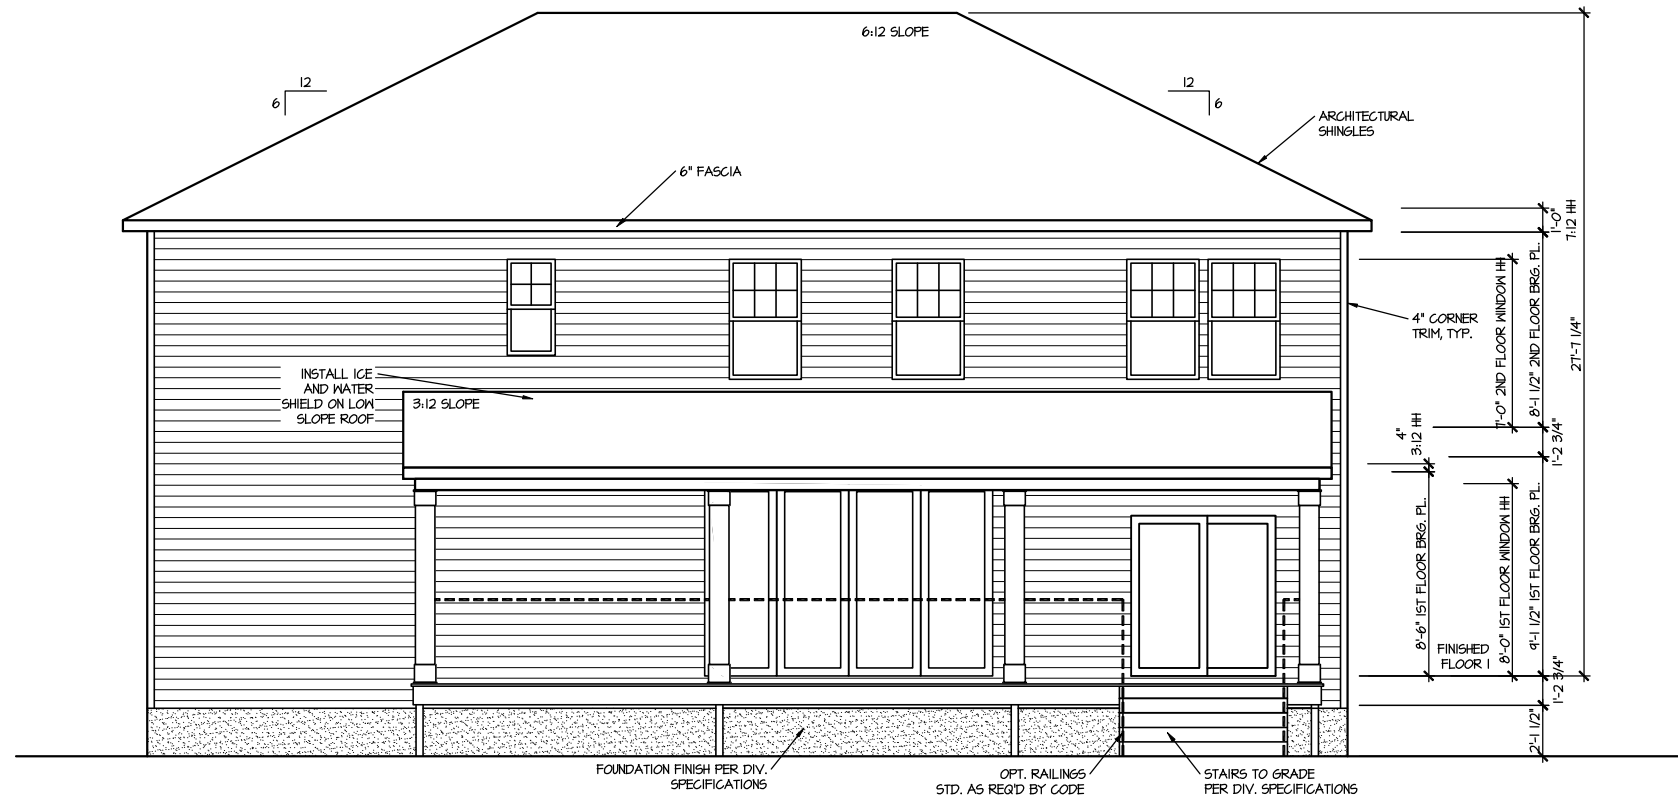 6:12 SLOPE
12
6
12
6
ARCHITECTURAL
SHINGLES
6" FASCIA
1'-0"
7:12 HH
4" CORNER
TRIM, TYP.
7'-0" 2ND FLOOR WINDOW HH
8'-1 1/2" 2ND FLOOR BRG. PL.
27'-7 1/4"
INSTALL ICE
AND WATER
SHIELD ON LOW
SLOPE ROOF
3:12 SLOPE
4"
3:12 HH
1'-2 3/4"
8'-6" 1ST FLOOR BRG. PL.
8'-0" 1ST FLOOR WINDOW HH
9'-1 1/2" 1ST FLOOR BRG. PL.
FINISHED
FLOOR 1
1'-2 3/4"
2'-1 1/2"
FOUNDATION FINISH PER DIV.
SPECIFICATIONS
OPT. RAILINGS
STD. AS REQ'D BY CODE
STAIRS TO GRADE
PER DIV. SPECIFICATIONS